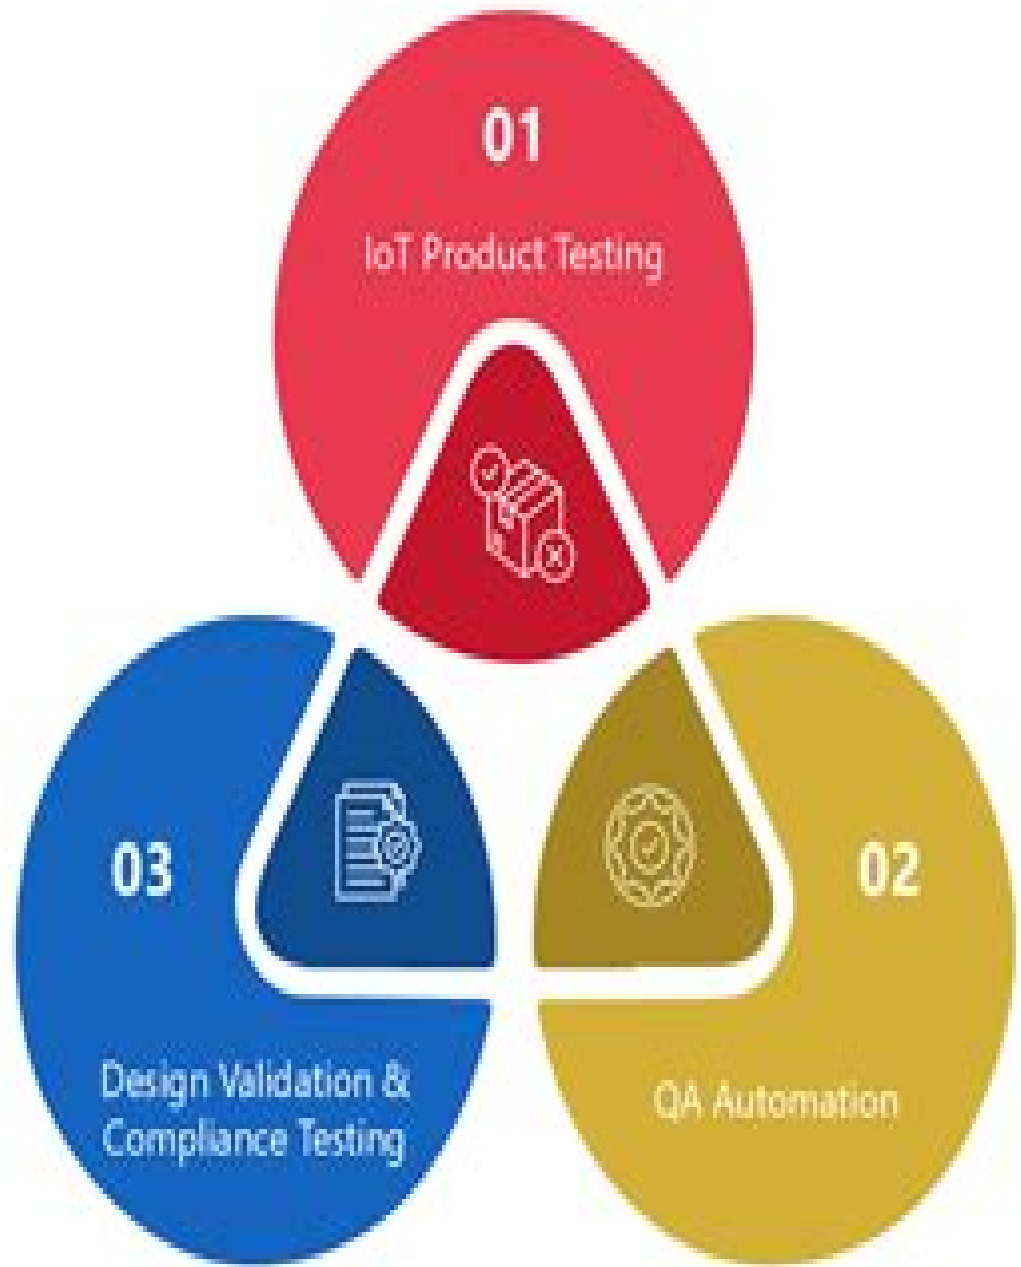 01
IoT Product Testing
03
Design Validation &
Compliance Testing
02
QA Automation